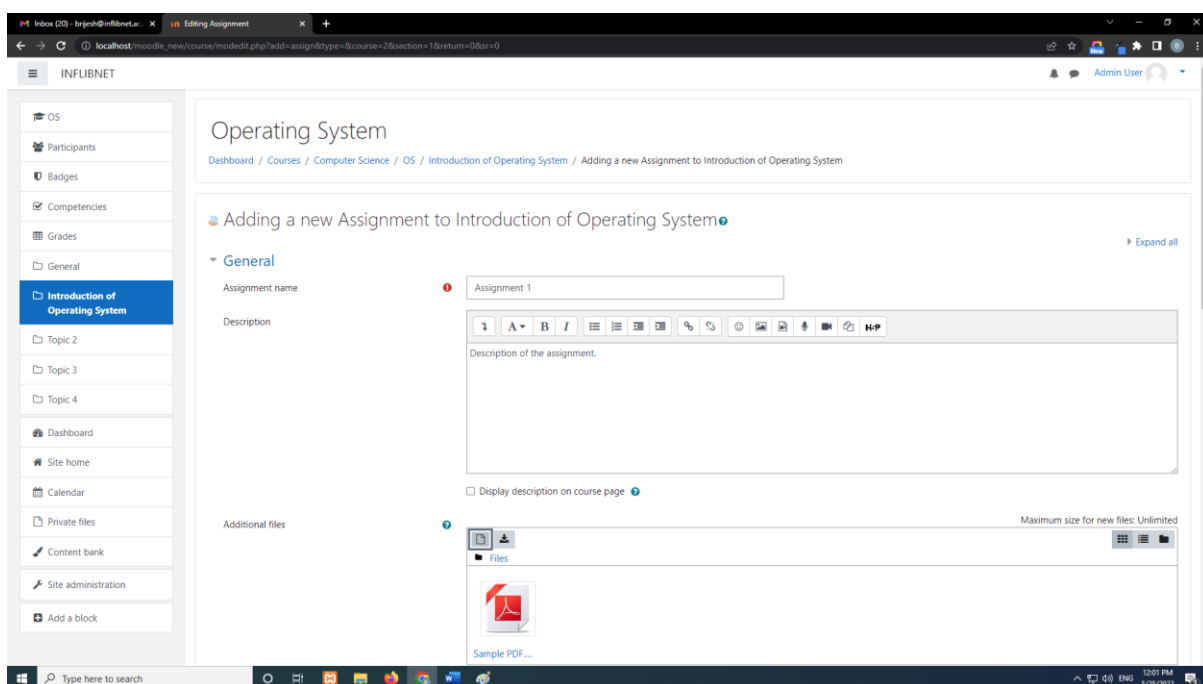 Inbox (20) - brijesh@inflibnet.ac.
Editing Assignment
localhost/moodle_new/course/modedit.php?add=assign&type=&course=2&section=1&return=0&sr=0
New
B
INFLIBNET
Admin User
OS
Participants
Badges
Competencies
Grades
General
Introduction of
Operating System
Topic 2
Topic 3
Topic 4
Dashboard
Site home
Calendar
Private files
Content bank
Site administration
Add a block
Operating System
Dashboard / Courses / Computer Science / OS / Introduction of Operating System / Adding a new Assignment to Introduction of Operating System
Adding a new Assignment to Introduction of Operating System
Expand all
General
Assignment name
Assignment 1
Description
A B I H-P
Description of the assignment.
Display description on course page
Additional files
Maximum size for new files: Unlimited
Files
Sample PDF....
Type here to search
ENG
12:01 PM
5/25/2022